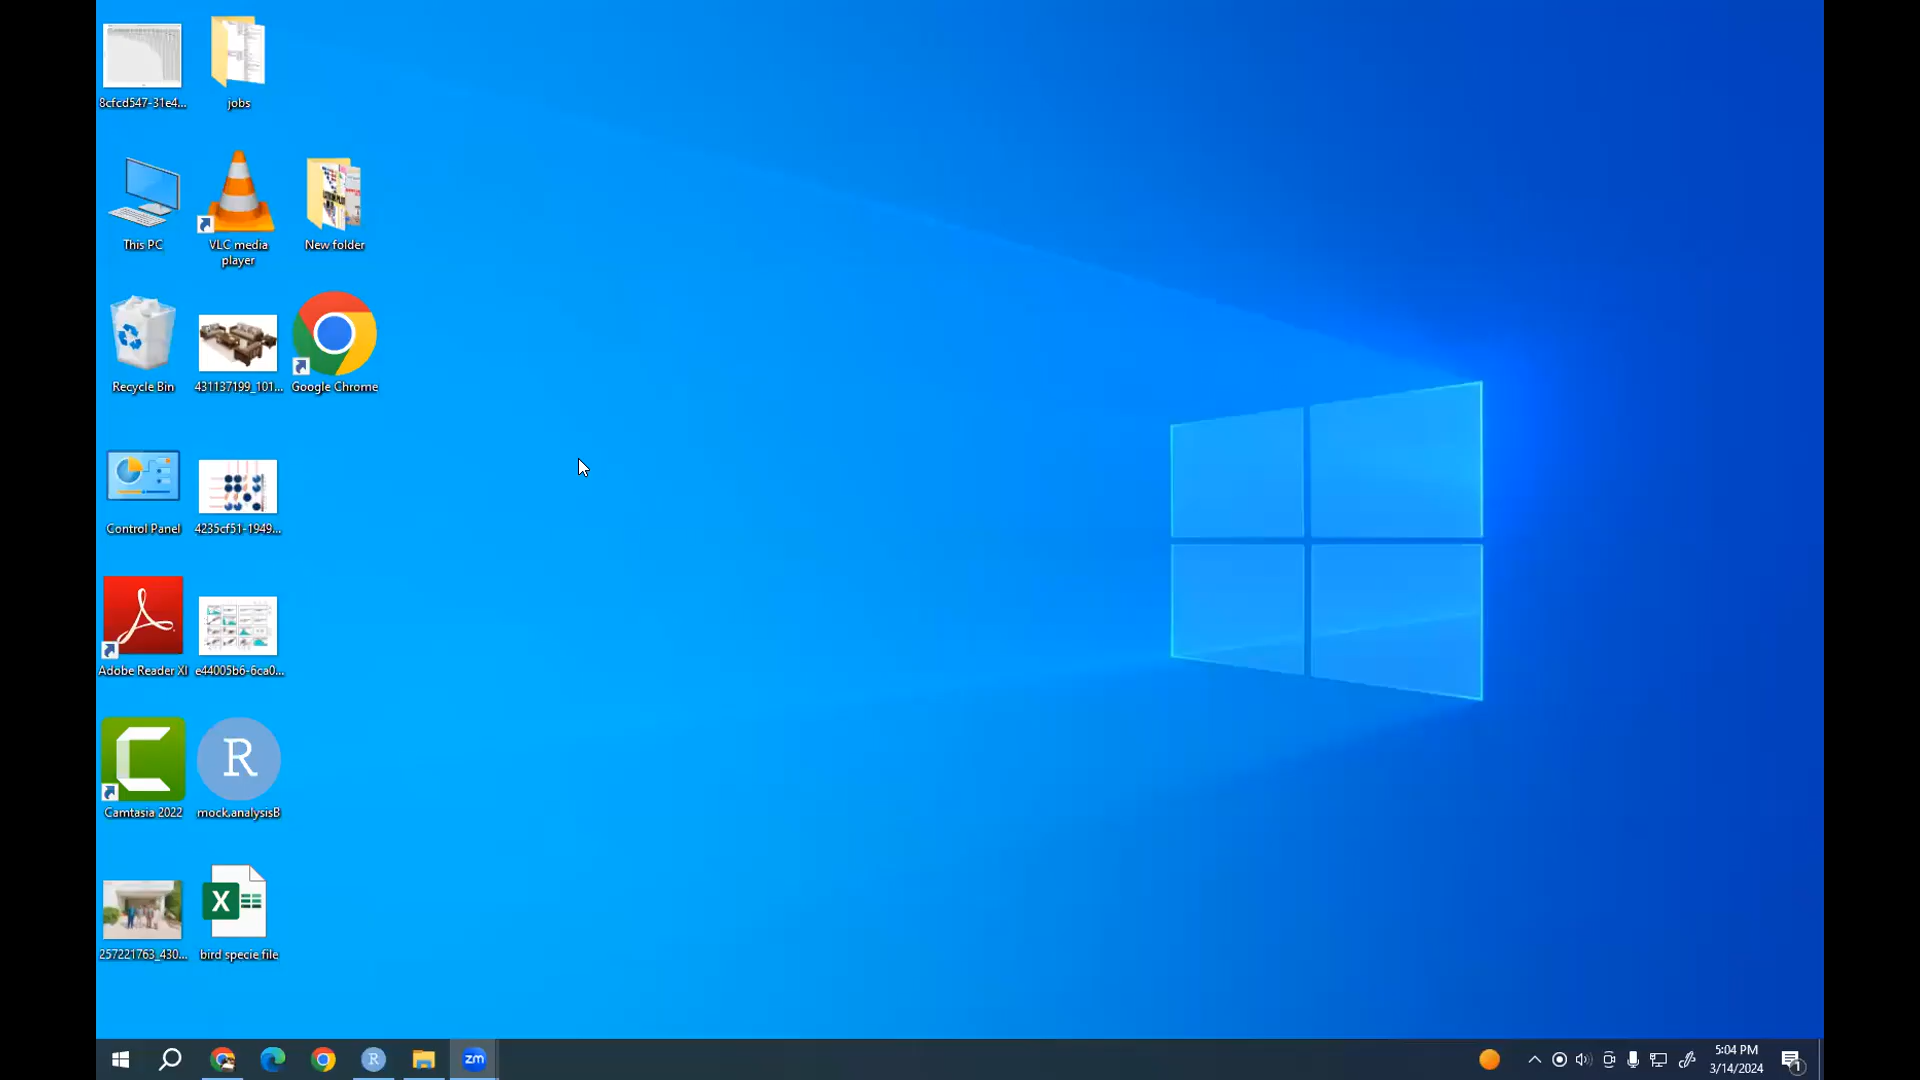 8cfcd547-31e4...
jobs
This PC
VLC media
player
New folder
Recycle Bin
431137199_101...
Google Chrome
Control Panel
4235cf51-1949...
Adobe Reader XI
e44005b6-6ca0...
R
Camtasia 2022
mock.analysisB
X
257221763_430...
bird specie file
R
zm
5:04 PM
3/14/2024
1